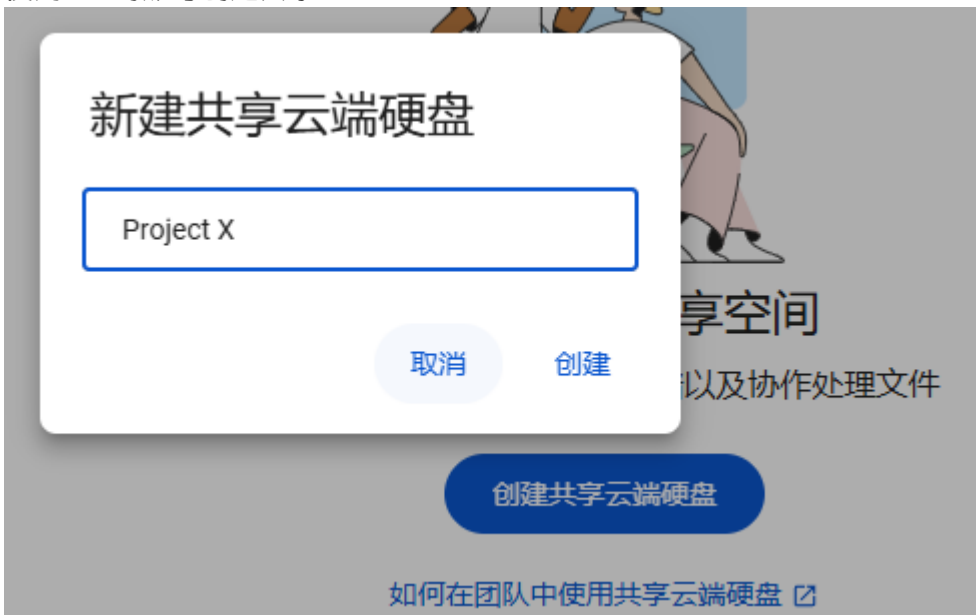 新建共享云端硬盘
Project X
取消 创建
享空间
以及协作处理文件
创建共享云端硬盘
如何在团队中使用共享云端硬盘